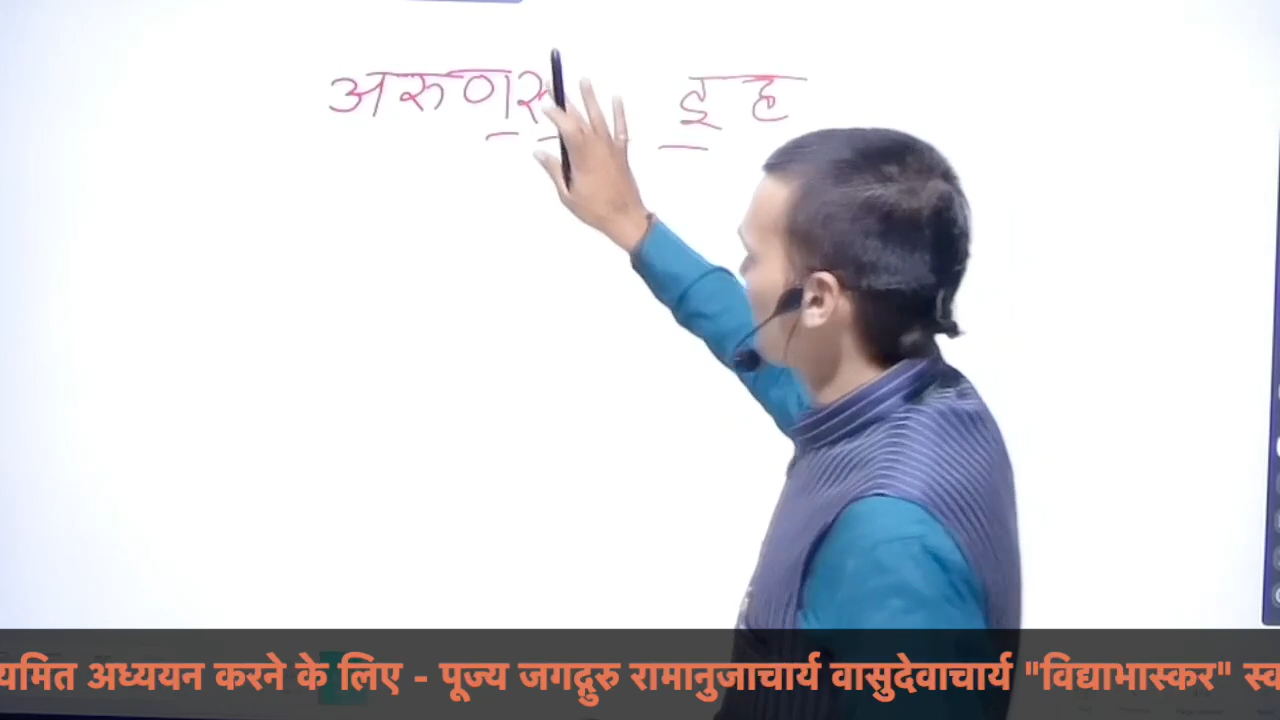 अरुणस् इह
यमित अध्ययन करने के लिए - पूज्य जगद्गुरु रामानुजाचार्य वासुदेवाचार्य "विद्याभास्कर" स्व